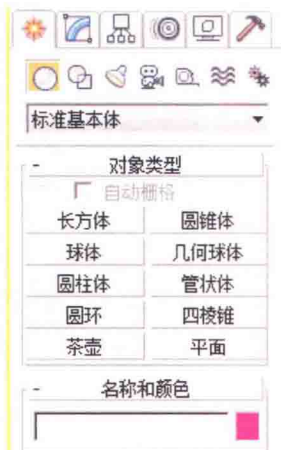 标准基本体
- 对象类型
自动栅格
长方体 圆锥体
球体 几何球体
圆柱体 管状体
圆环 四棱锥
茶壶 平面
- 名称和颜色